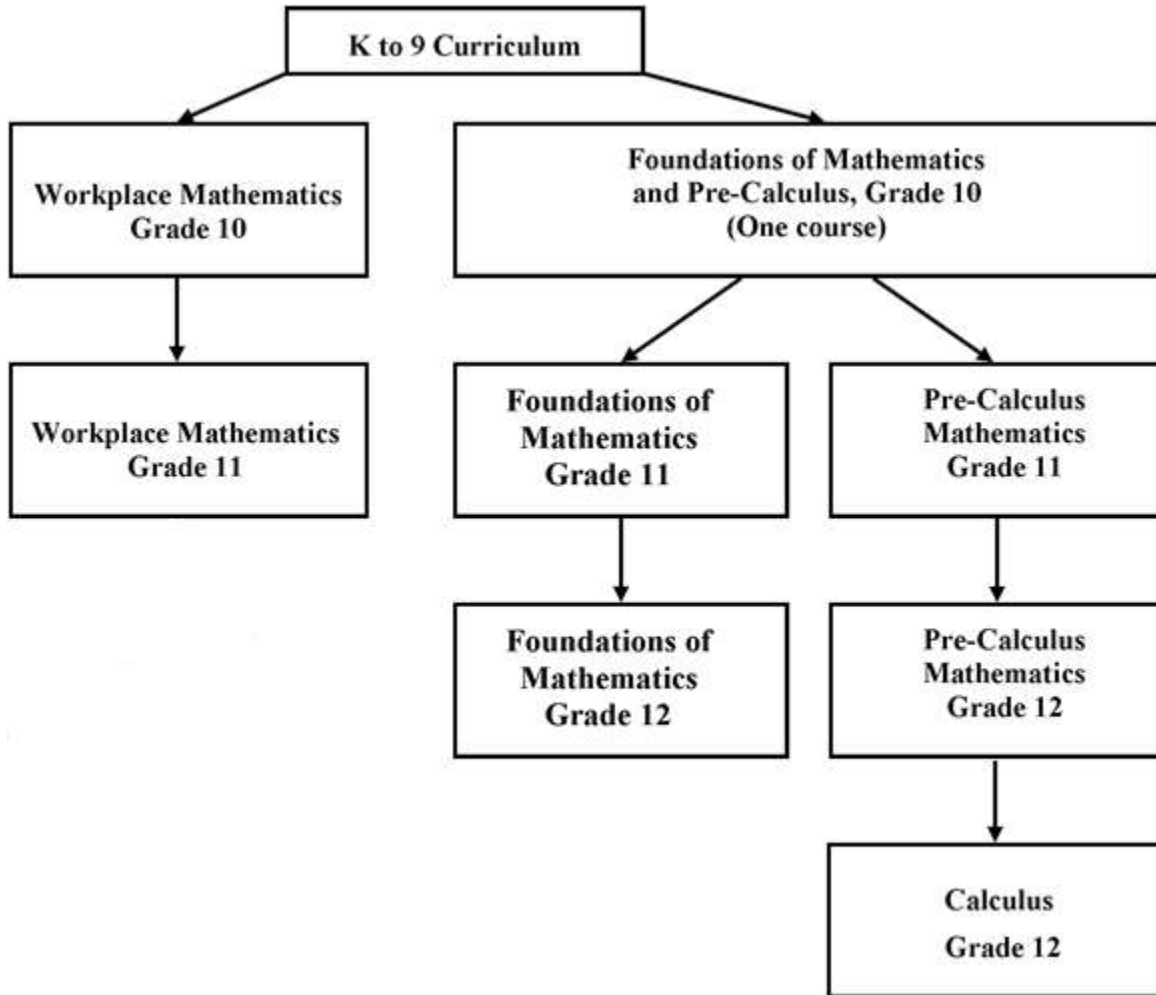 K to 9 Curriculum
Workplace Mathematics
Grade 10
Foundations of Mathematics
and Pre-Calculus, Grade 10
(One course)
Workplace Mathematics
Grade 11
Foundations of
Mathematics
Grade 11
Pre-Calculus
Mathematics
Grade 11
Foundations of
Mathematics
Grade 12
Pre-Calculus
Mathematics
Grade 12
Calculus
Grade 12